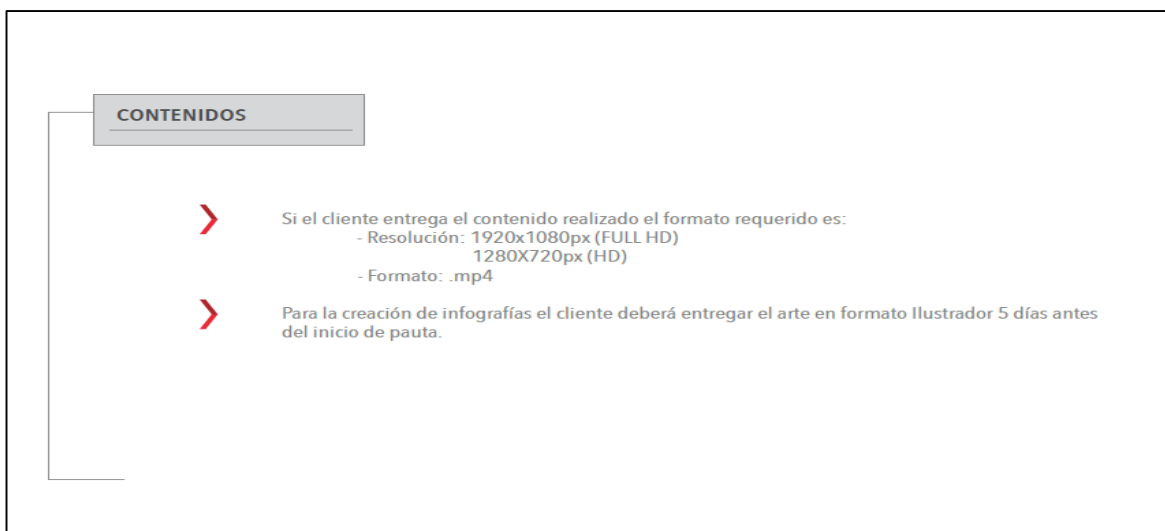 CONTENIDOS
Si el cliente entrega el contenido realizado el formato requerido es:
- Resolución: 1920x1080px (FULL HD)
1280X720px (HD)
- Formato: .mp4
Para la creación de infografías el cliente deberá entregar el arte en formato Ilustrador 5 días antes
del inicio de pauta.